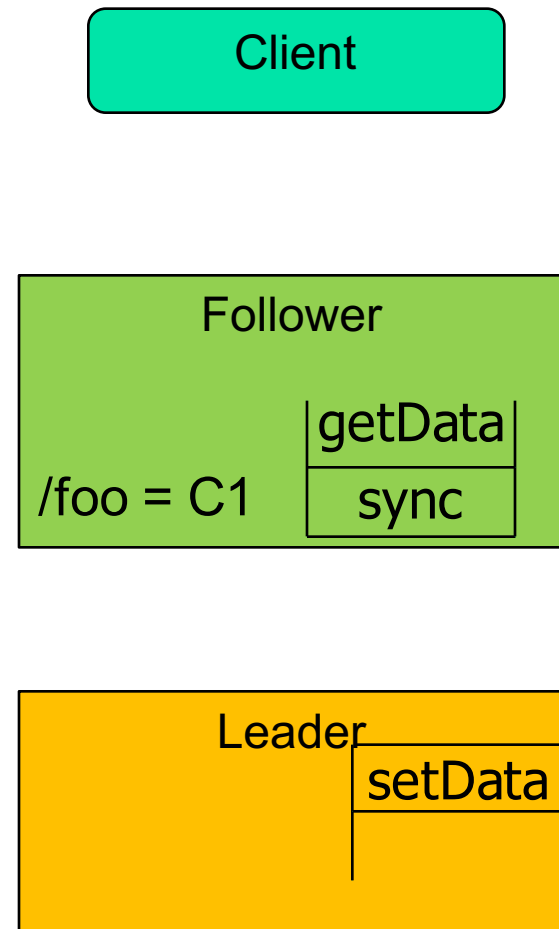 Client
Follower
getData
/foo = C1
sync
Leader
setData